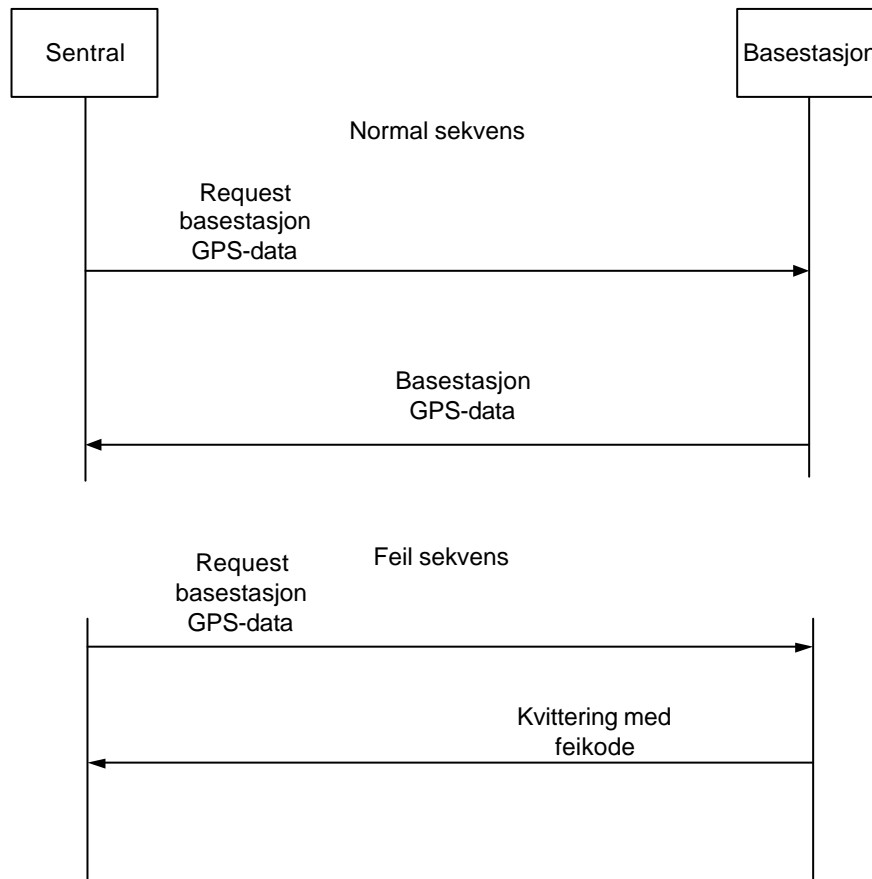 Sentral
Basestasjon
Normal sekvens
Request
basestasjon
GPS-data
Basestasjon
GPS-data
Feil sekvens
Request
basestasjon
GPS-data
Kvittering med
feikode